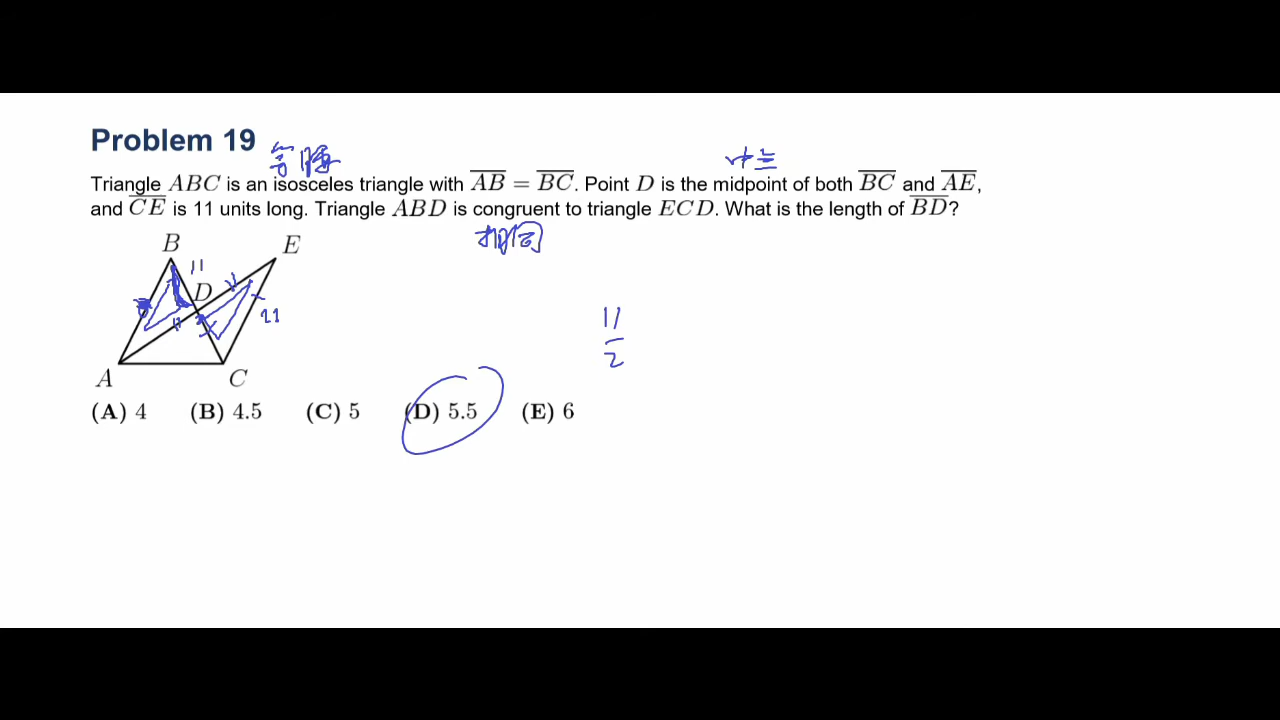 Problem 19
等腰
中点
Triangle ABC is an isosceles triangle with AB = BC. Point D is the midpoint of both BC and AE,
and CE is 11 units long. Triangle ABD is congruent to triangle ECD. What is the length of BD?
相同
B
E
11
D
11
A
C
11
2
(A) 4 (B) 4.5 (C) 5 (D) 5.5 (E) 6